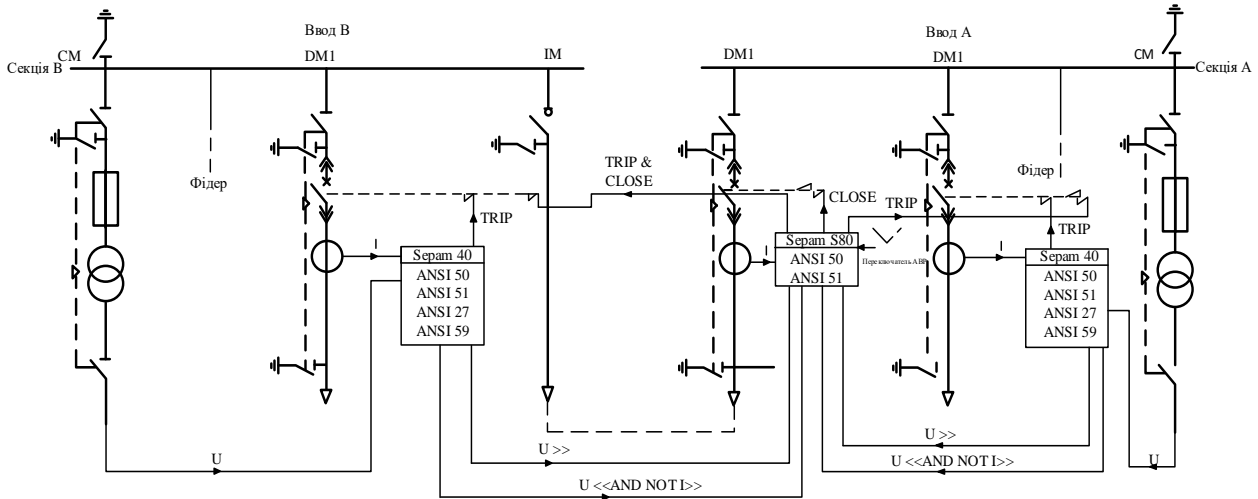 Ввод В
Ввод А
СМ
DM1
ІМ
DM1
DM1
СМ
Секція В
Секція А
Фідер
Фідер
TRIP &
CLOSE
TRIP
CLOSE
TRIP
TRIP
I
I
I
Sepam 40
ANSI 50
ANSI 51
ANSI 27
ANSI 59
Sepam S80
ANSI 50
ANSI 51
Переключатель АВР
Sepam 40
ANSI 50
ANSI 51
ANSI 27
ANSI 59
U
U >>
U <<AND NOT I>>
U >>
U <<AND NOT I>>
U